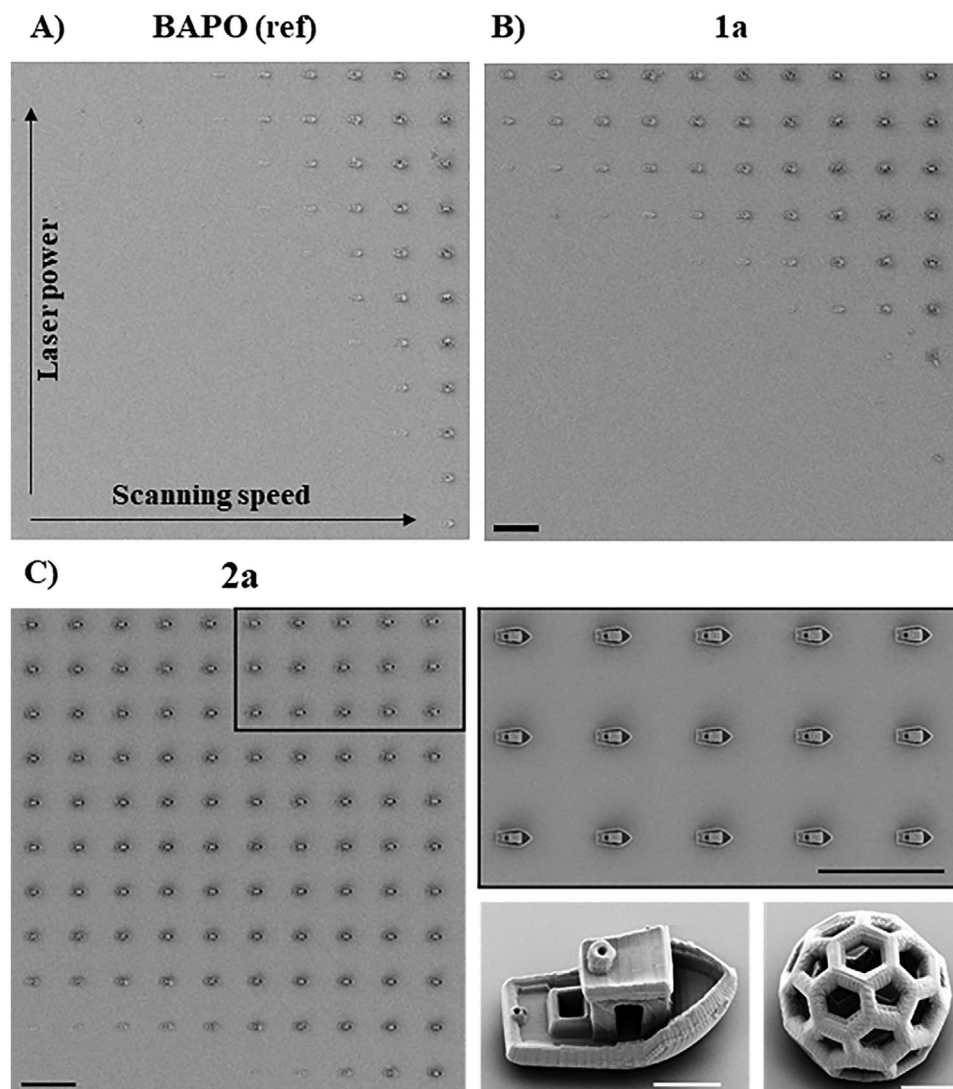 A) BAPO (ref)
B) 1a
Laser power
Scanning speed
C) 2a